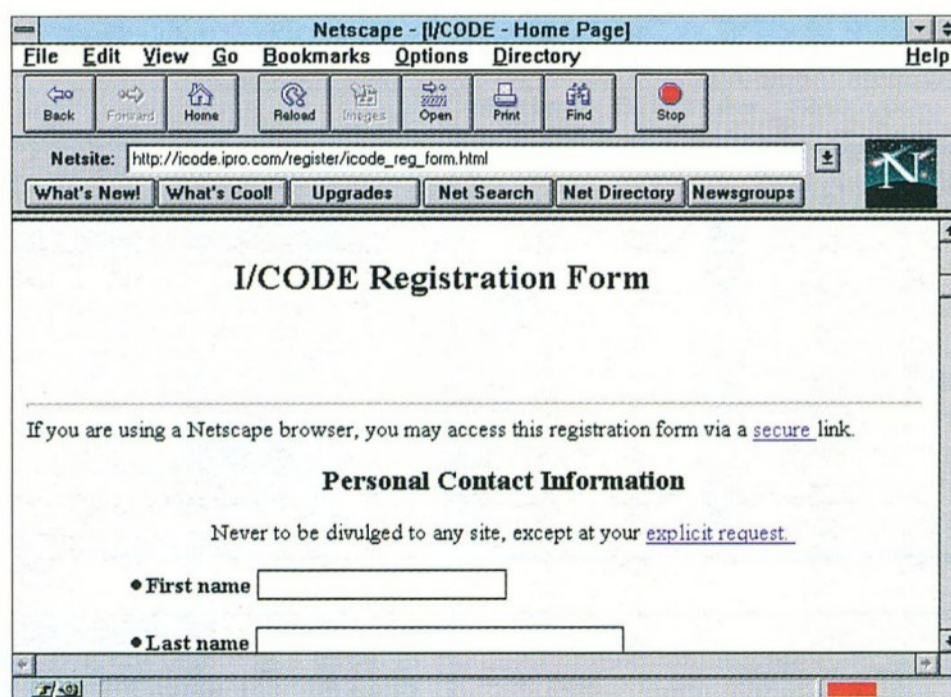 Netscape - [I/CODE - Home Page]
File Edit View Go Bookmarks Options Directory Help
Back Forward Home Reload Images Open Print Find Stop
Netsite: http://icode.ipro.com/register/icode_reg_form.html
What's New! What's Cool! Upgrades Net Search Net Directory Newsgroups
N
I/CODE Registration Form
If you are using a Netscape browser, you may access this registration form via a secure link.
Personal Contact Information
Never to be divulged to any site, except at your explicit request.
First name
Last name